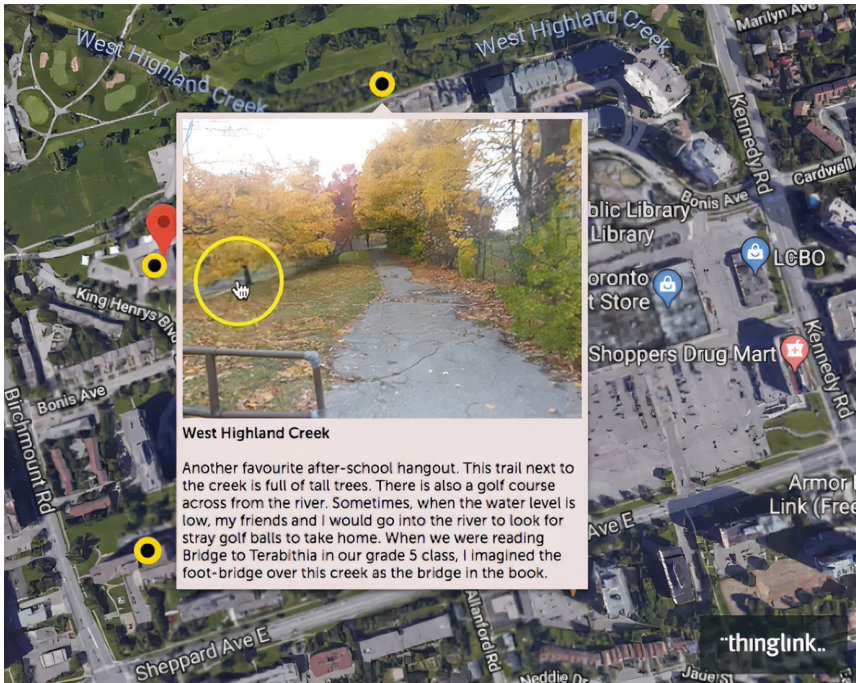 West Highland Creek
West Highland Creek
Marilyn Ave
Kennedy Rd
Cardwell
Bonis Ave
blic Library
Library
LCBO
oronto
t Store
King Henrys Blvd
Shoppers Drug Mart
Kennedy Rd
Bonis Ave
Birchmount Rd
West Highland Creek
Another favourite after-school hangout. This trail next to
the creek is full of tall trees. There is also a golf course
across from the river. Sometimes, when the water level is
low, my friends and I would go into the river to look for
stray golf balls to take home. When we were reading
Bridge to Terabithia in our grade 5 class, I imagined the
foot-bridge over this creek as the bridge in the book.
Armor
Link (Free
Ave E
Sheppard Ave E
Allanford Rd
Neddie Dr
Jade St
thinglink..